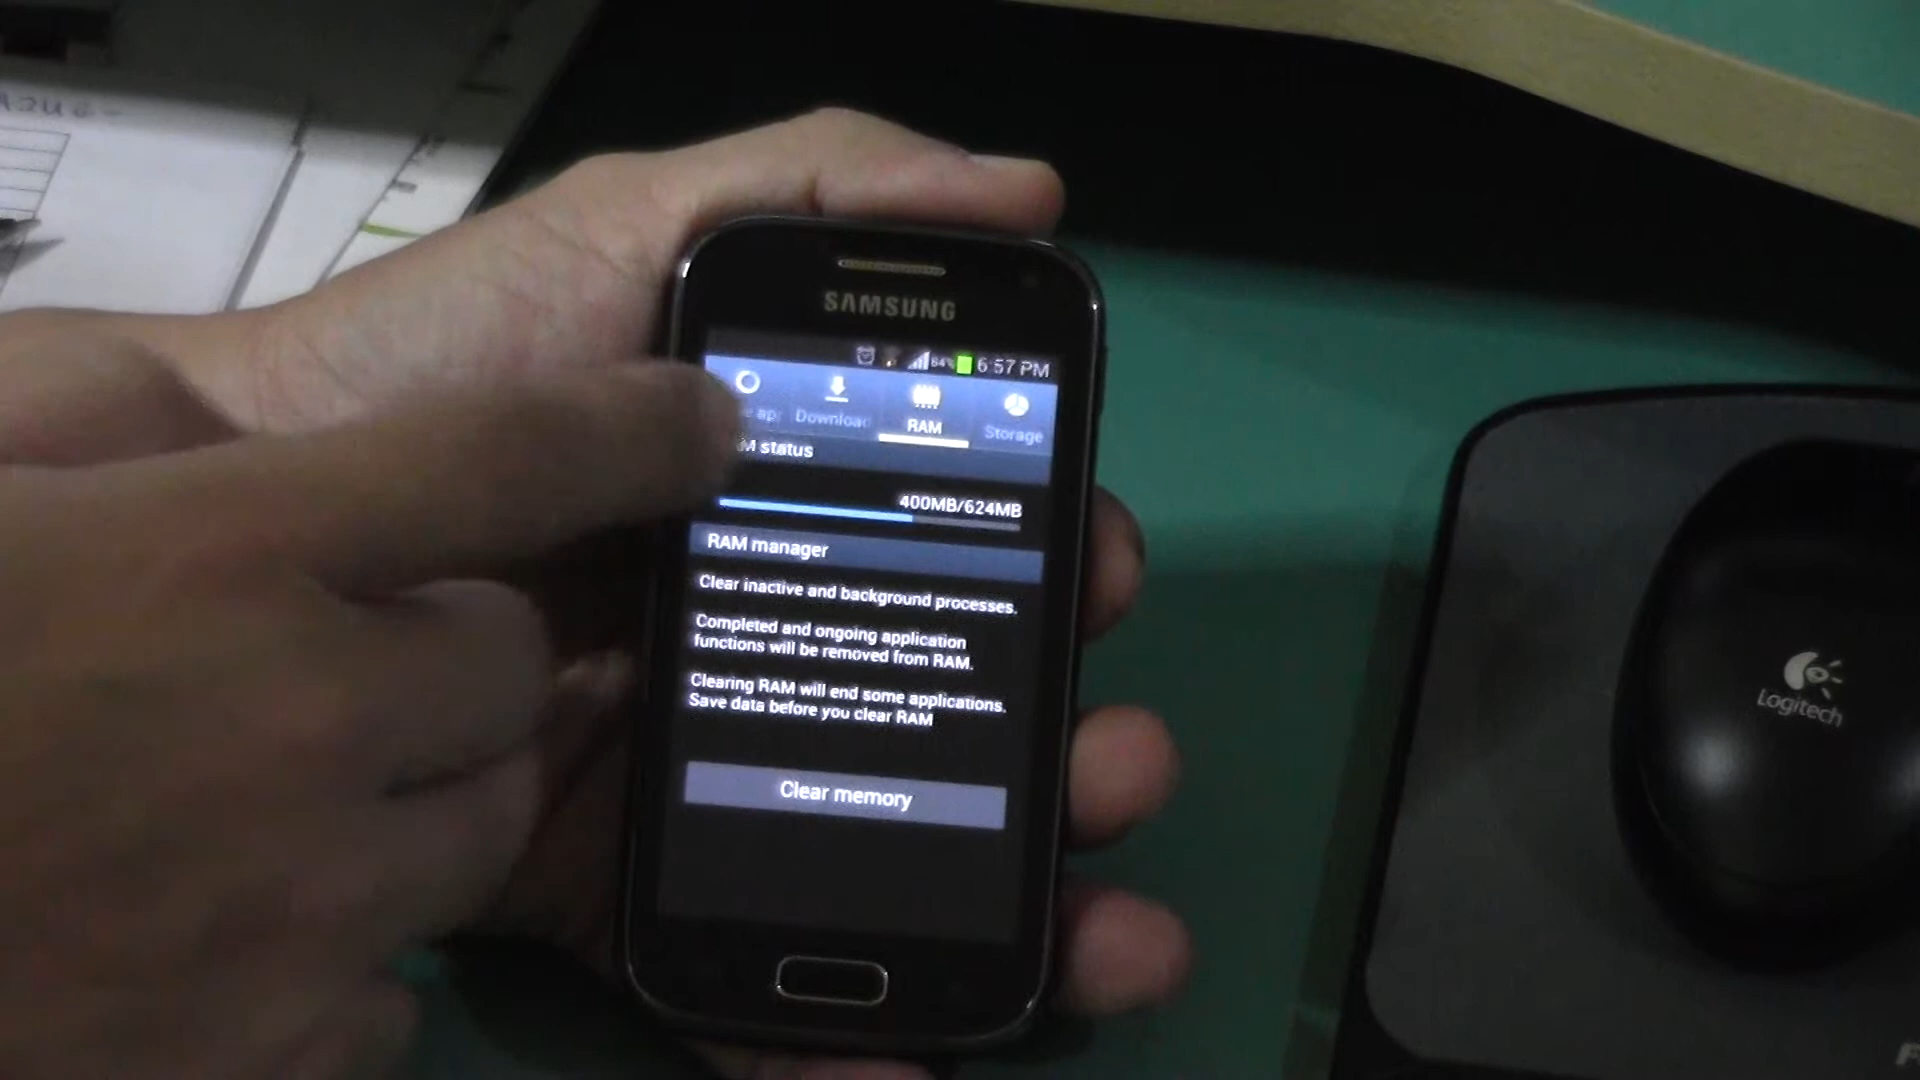 SAMSUNG
64% 6:57 PM
Download RAM Storage
status
400MB/624MB
RAM manager
Clear inactive and background processes.
Completed and ongoing application
functions will be removed from RAM.
Clearing RAM will end some applications.
Save data before you clear RAM
Clear memory
Logitech